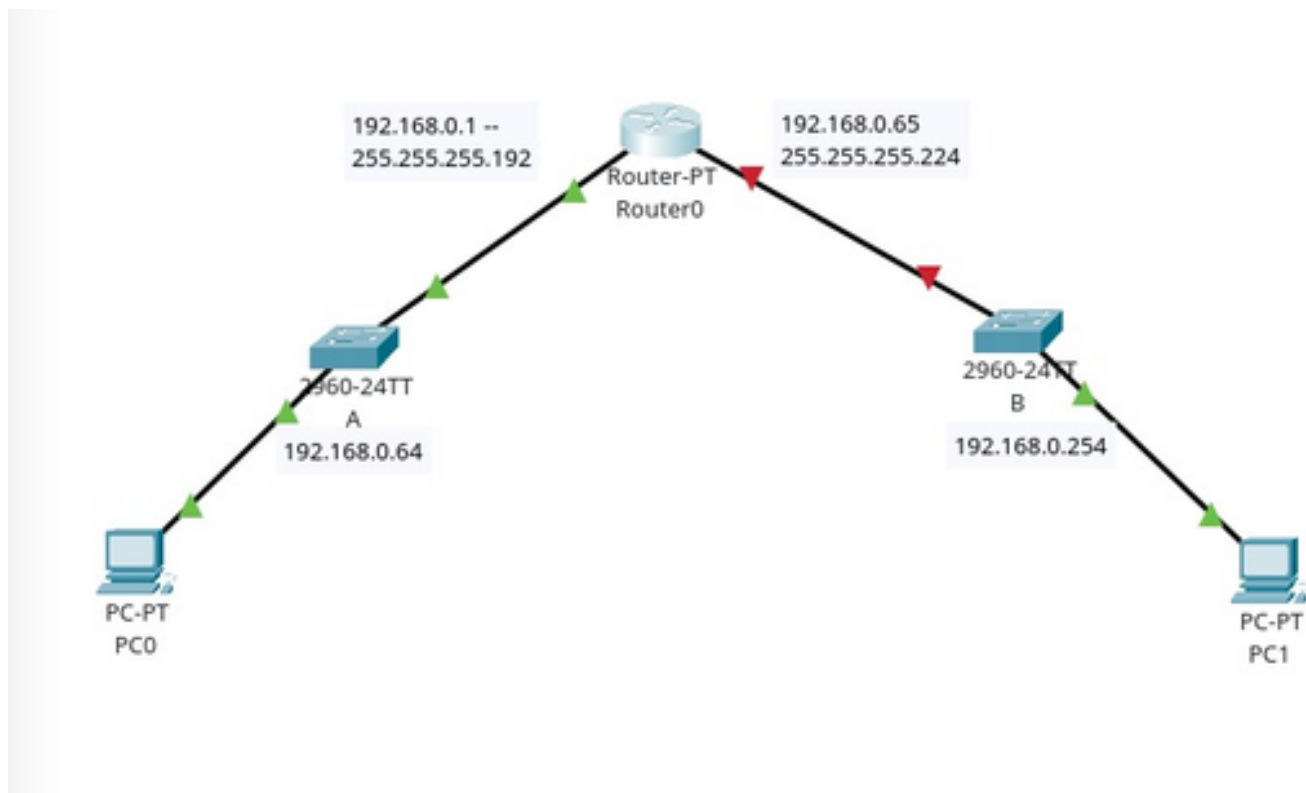 192.168.0.1 --
255.255.255.192
192.168.0.65
255.255.255.224
Router-PT
Router0
2960-24TT
A
192.168.0.64
2960-24TT
B
192.168.0.254
PC-PT
PC0
PC-PT
PC1